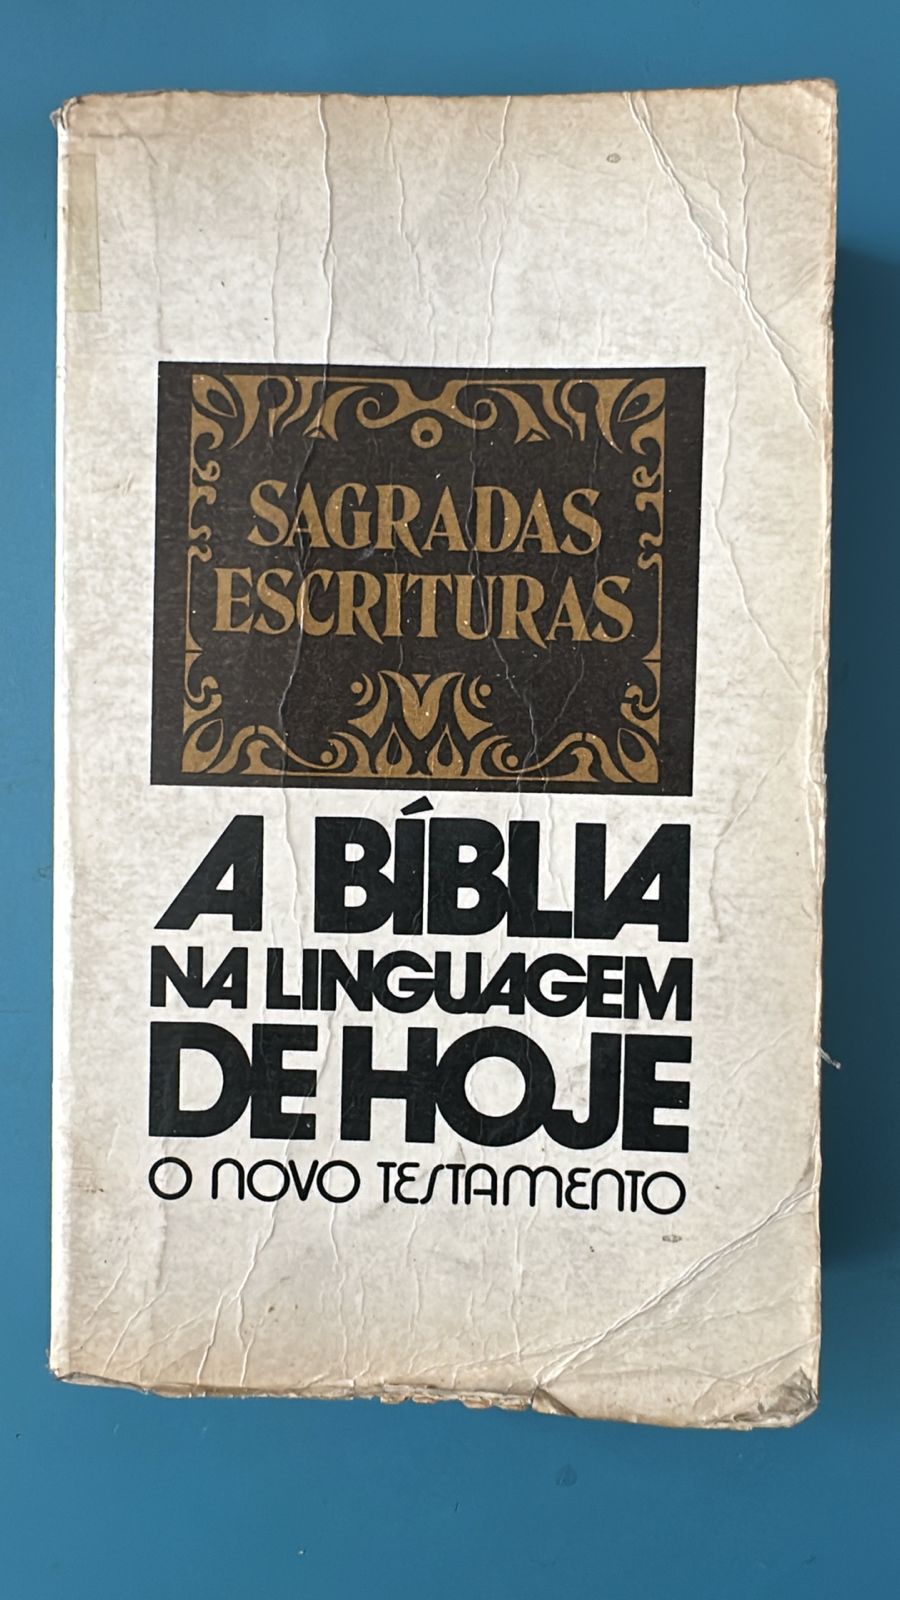 SAGRADAS
ESCRITURAS
A BÍBLIA
NA LINGUAGEM
DE HOJE
O NOVO TESTAMENTO